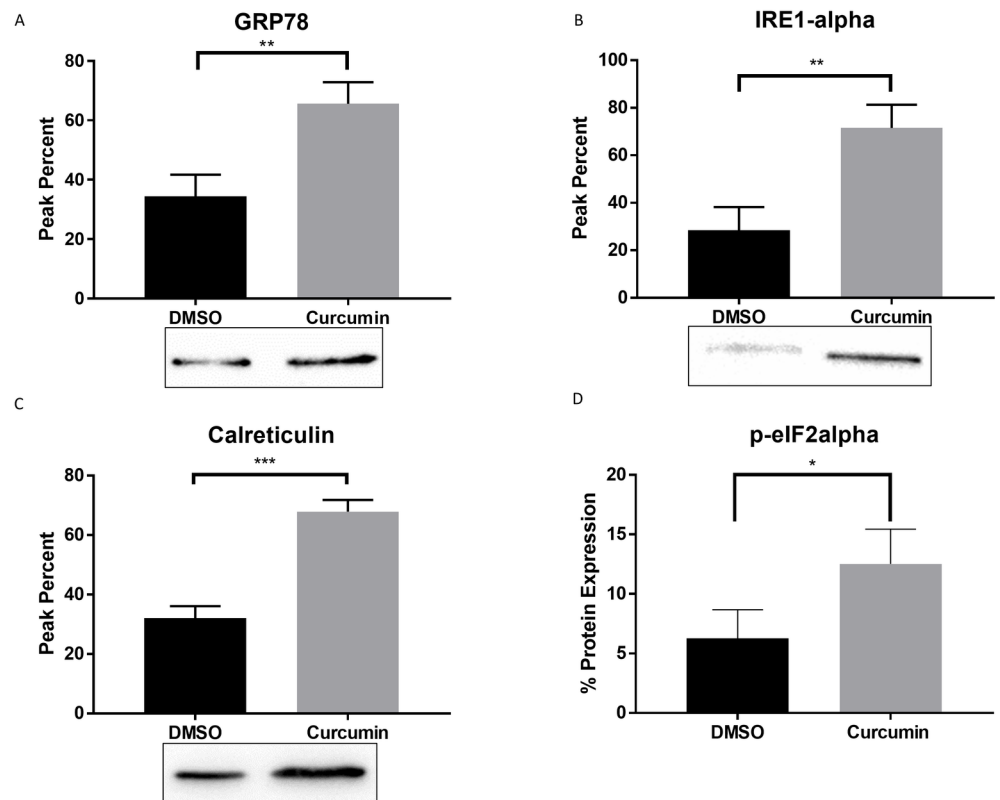 A
GRP78
**
Peak Percent
80
60
40
20
0
DMSO Curcumin
B
IRE1-alpha
**
Peak Percent
100
80
60
40
20
0
DMSO Curcumin
C
Calreticulin
***
Peak Percent
80
60
40
20
0
DMSO Curcumin
D
p-eIF2alpha
*
% Protein Expression
20
15
10
5
0
DMSO Curcumin